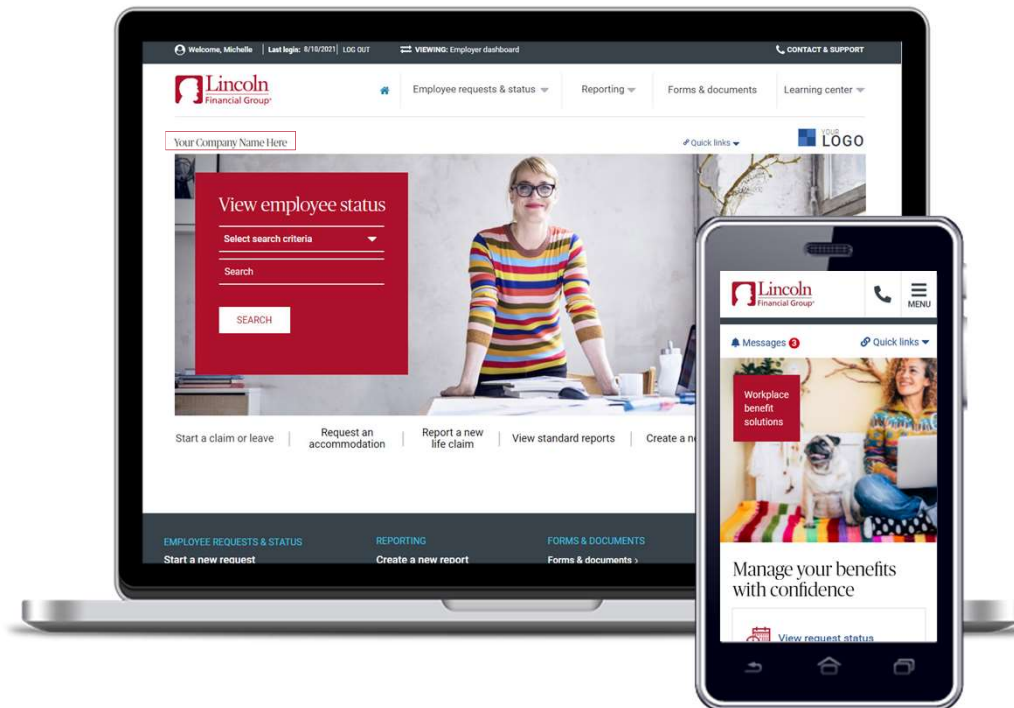 Welcome, Michelle | Last login: 8/10/2021 | LOG OUT VIEWING: Employer dashboard CONTACT & SUPPORT
Lincoln
Financial Group®
Employee requests & status Reporting Forms & documents Learning center
Your Company Name Here
Quick links
YOUR
LOGO
View employee status
Select search criteria
Search
SEARCH
Start a claim or leave | Request an accommodation | Report a new life claim | View standard reports | Create a
EMPLOYEE REQUESTS & STATUS REPORTING FORMS & DOCUMENTS
Start a new request Create a new report Forms & documents ›
Lincoln
Financial Group®
MENU
Messages 3 Quick links
Workplace
benefit
solutions
Manage your benefits
with confidence
View request status